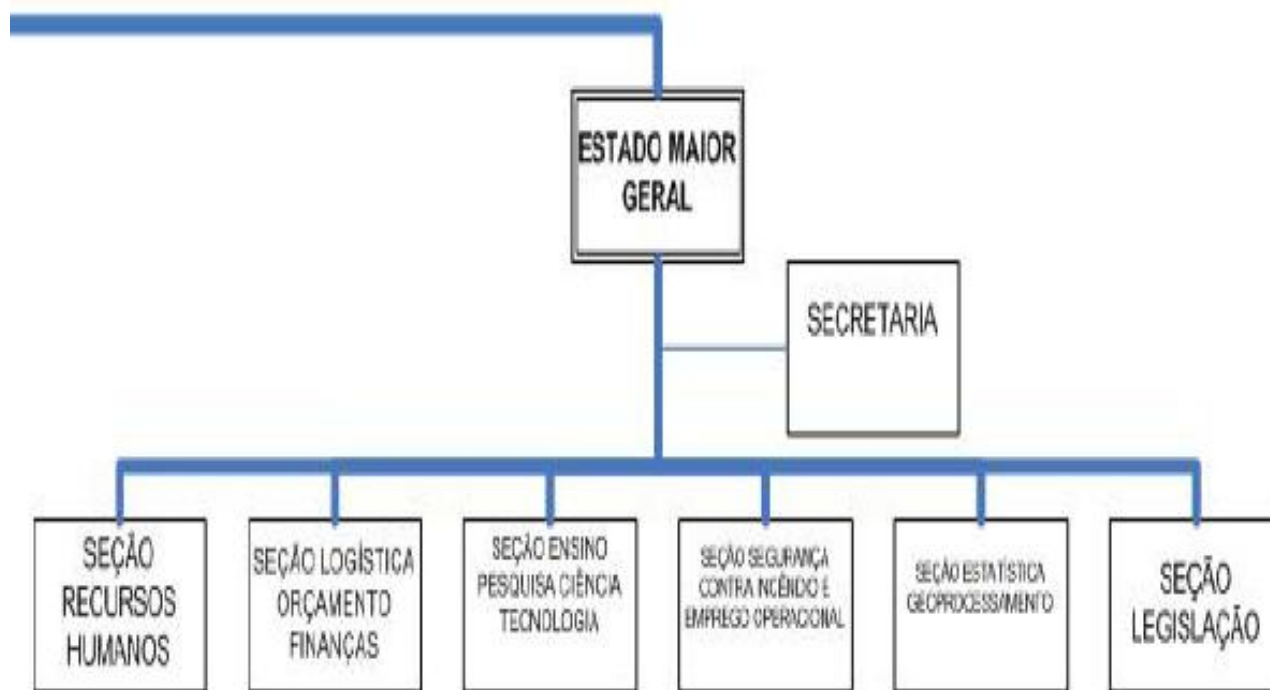 ESTADO MAIOR
GERAL
SECRETARIA
SEÇÃO
RECURSOS
HUMANOS
SEÇÃO LOGÍSTICA
ORÇAMENTO
FINANÇAS
SEÇÃO ENSINO
PESQUISA CIÊNCIA
TECNOLOGIA
SEÇÃO SEGURANÇA
CONTRA INCÊNDIO E
EMPREGO OPERACIONAL
SEÇÃO ESTATÍSTICA
GEOPROCESSAMENTO
SEÇÃO
LEGISLAÇÃO